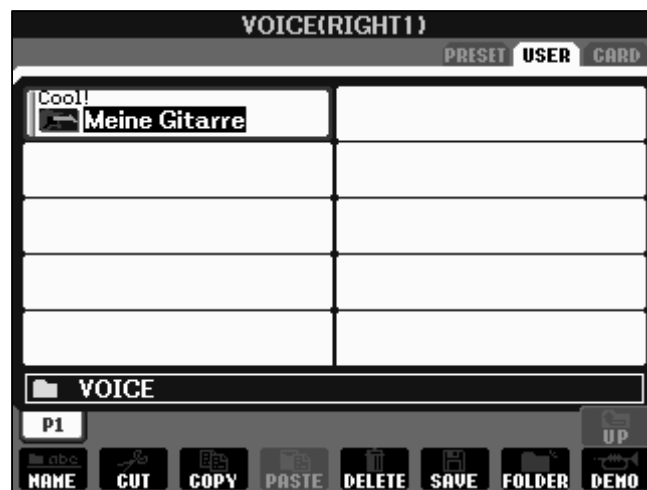 VOICE(RIGHT1)
PRESET USER CARD
Cool!
Meine Gitarre
VOICE
P1
UP
abc
NAME CUT COPY PASTE DELETE SAVE FOLDER DEMO